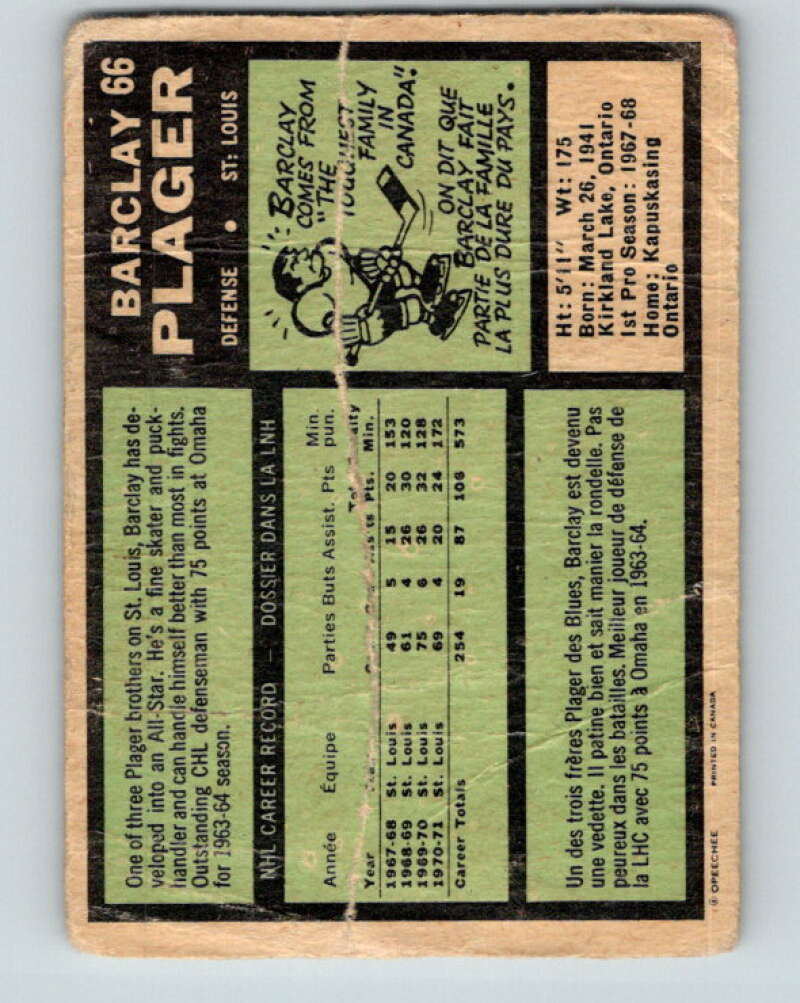 BARCLAY 66
PLAGER
DEFENSE • ST: LOUIS
One of three Plager brothers on St. Louis, Barclay has de-
veloped into an All-Star. He's a fine skater and puck-
handler and can handle himself better than most in fights.
Outstanding CHL defenseman with 75 points at Omaha
for 1963-64 season.
BARCLAY
COMES FROM
"THE
TOUGHEST
FAMILY
IN
CANADA".
ON DIT QUE
BARCLAY FAIT
PARTIE DE LA FAMILLE
LA PLUS DURE DU PAYS.
NHL CAREER RECORD — DOSSIER DANS LA LNH
Année Équipe Parties Buts Assist. Pts Min. pun.
Year Pts. Min.
1967-68 St. Louis 49 5 15 20 153
1968-69 St. Louis 61 4 26 30 120
1969-70 St. Louis 75 6 26 32 128
1970-71 St. Louis 69 4 20 24 172
Career Totals 254 19 87 106 573
Ht: 5'11" Wt: 175
Born: March 26, 1941
Kirkland Lake, Ontario
1st Pro Season: 1967-68
Home: Kapuskasing
Ontario
Un des trois frères Plager des Blues, Barclay est devenu
une vedette. Il patine bien et sait manier la rondelle. Pas
peureux dans les batailles. Meilleur joueur de défense de
la LHC avec 75 points à Omaha en 1963-64.
© OPEECHEE PRINTED IN CANADA